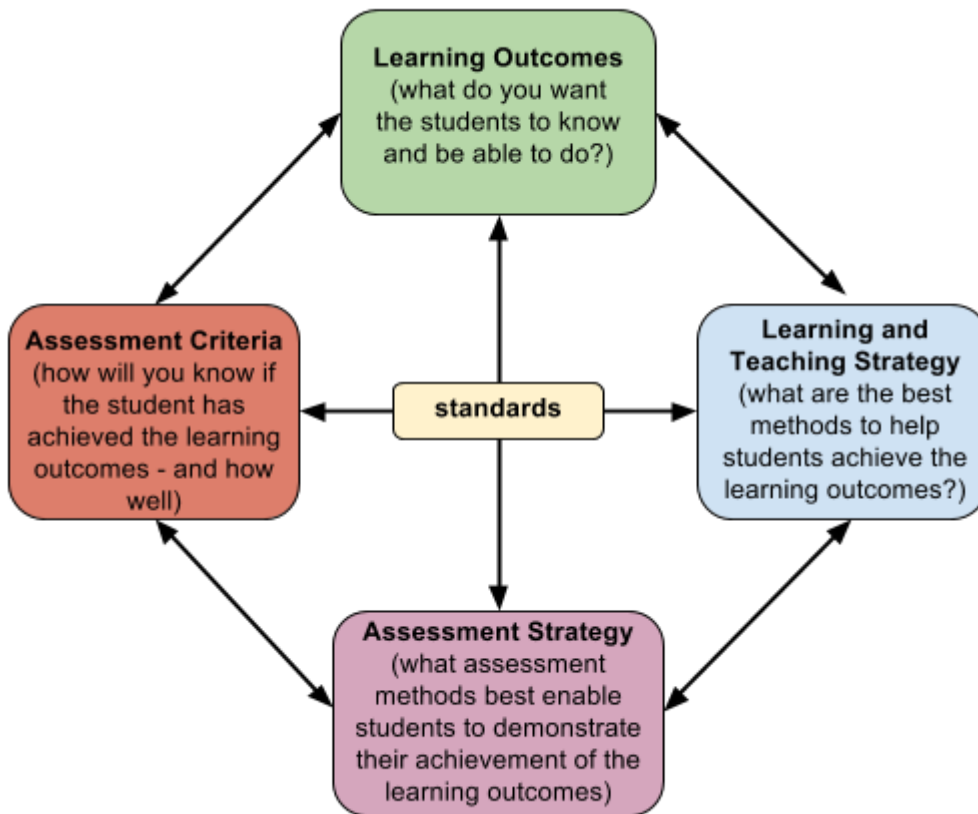 Learning Outcomes
(what do you want
the students to know
and be able to do?)
Assessment Criteria
(how will you know if
the student has
achieved the learning
outcomes - and how
well)
standards
Learning and
Teaching Strategy
(what are the best
methods to help
students achieve the
learning outcomes?)
Assessment Strategy
(what assessment
methods best enable
students to demonstrate
their achievement of the
learning outcomes)